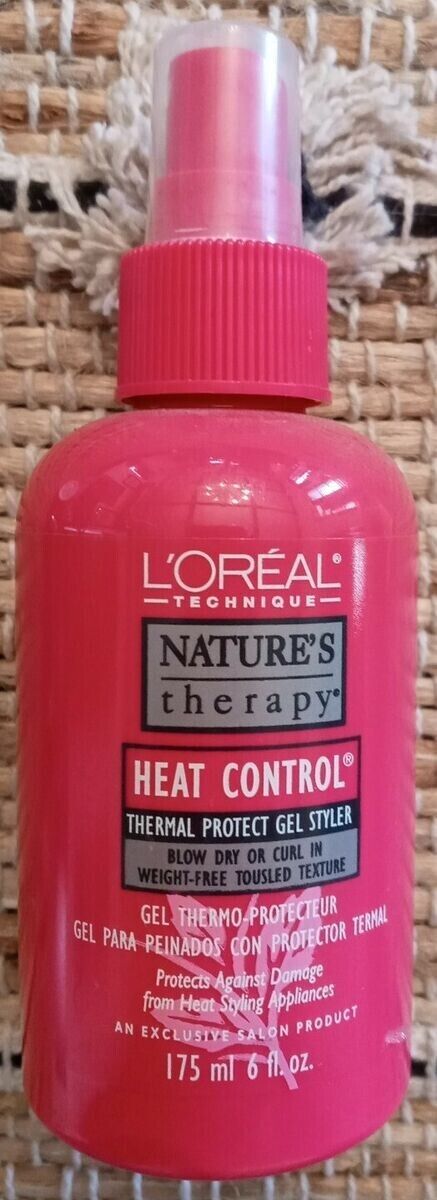 L'ORÉAL®
TECHNIQUE
NATURE'S
therapy®
HEAT CONTROL®
THERMAL PROTECT GEL STYLER
BLOW DRY OR CURL IN
WEIGHT-FREE TOUSLED TEXTURE
GEL THERMO-PROTECTEUR
GEL PARA PEINADOS CON PROTECTOR TERMAL
Protects Against Damage
from Heat Styling Appliances
AN EXCLUSIVE SALON PRODUCT
175 ml 6 fl. oz.